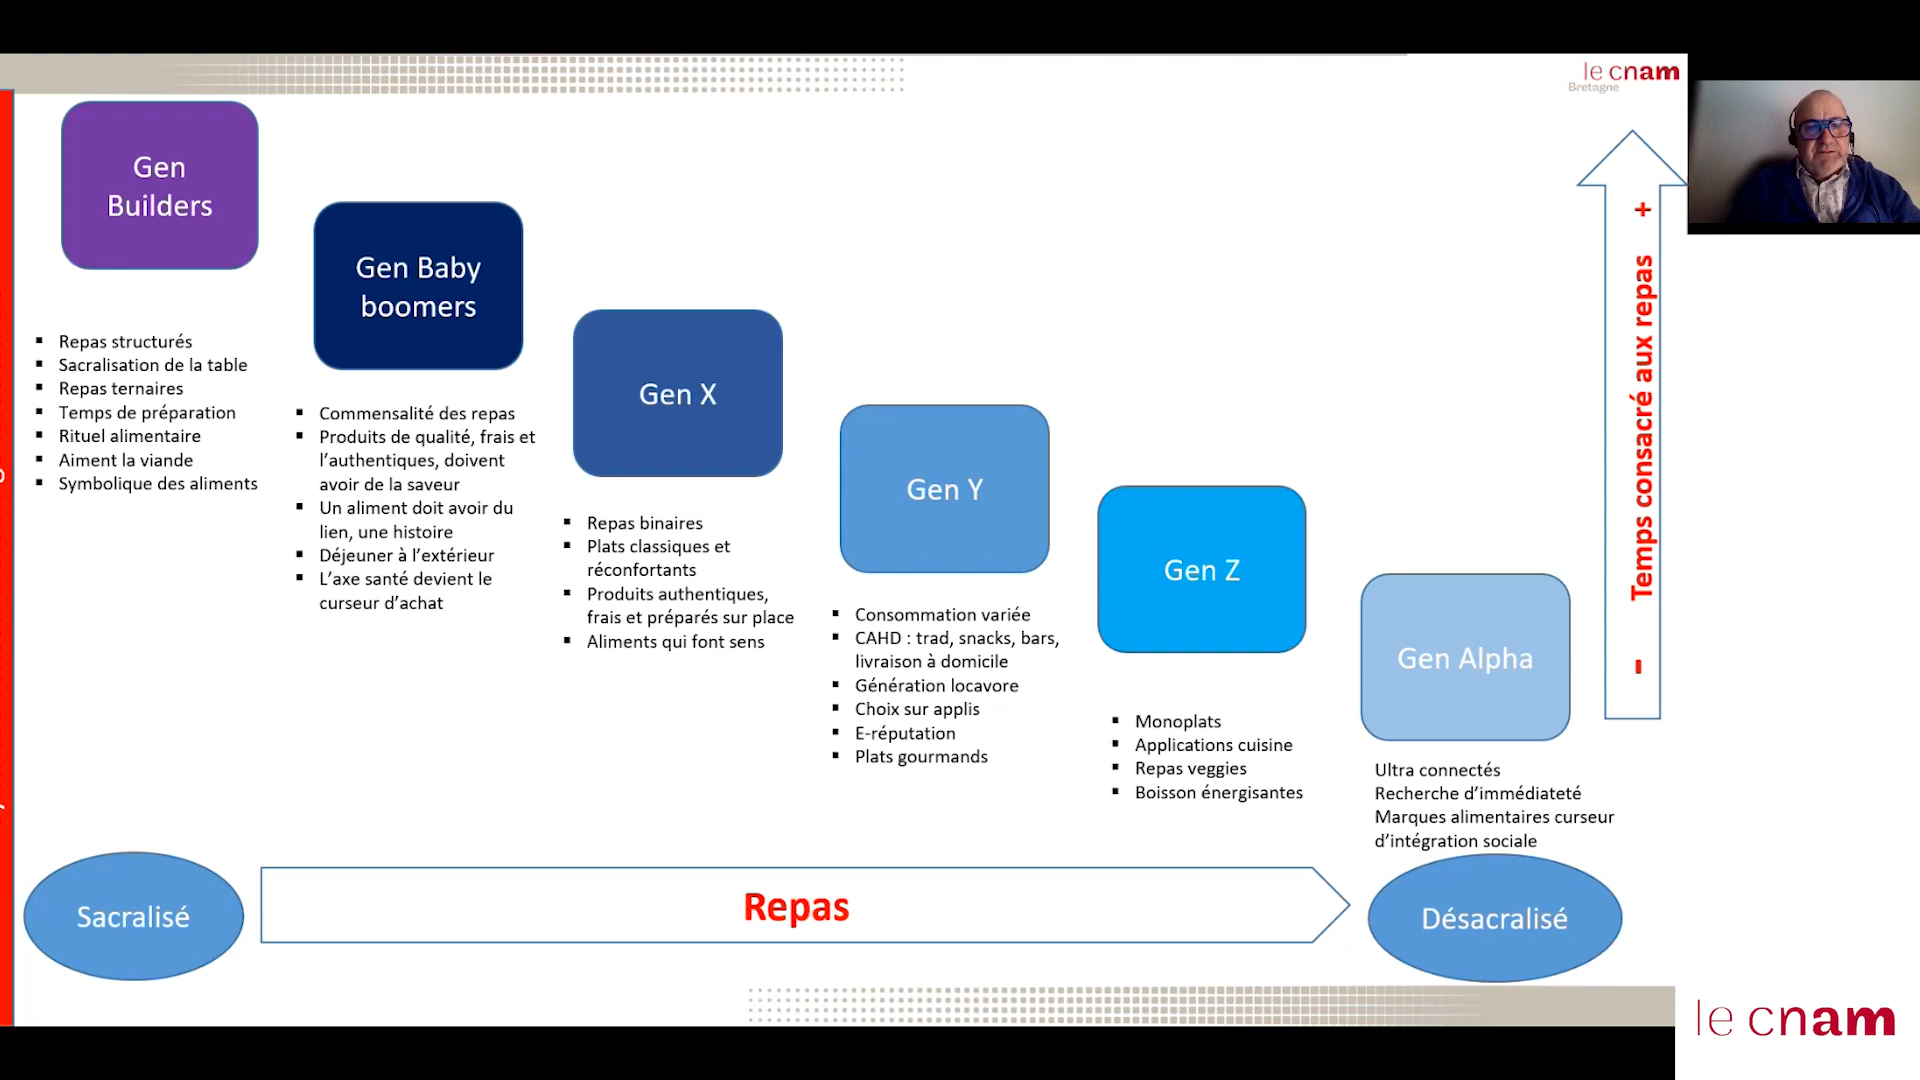 le cnam
Bretagne
Gen
Builders
Repas structurés
Sacralisation de la table
Repas ternaires
Temps de préparation
Rituel alimentaire
Aiment la viande
Symbolique des aliments
Gen Baby
boomers
Commensalité des repas
Produits de qualité, frais et
l’authentiques, doivent
avoir de la saveur
Un aliment doit avoir du
lien, une histoire
Déjeuner à l’extérieur
L’axe santé devient le
curseur d’achat
Gen X
Repas binaires
Plats classiques et
réconfortants
Produits authentiques,
frais et préparés sur place
Aliments qui font sens
Gen Y
Consommation variée
CAHD : trad, snacks, bars,
livraison à domicile
Génération locavore
Choix sur applis
E-réputation
Plats gourmands
Gen Z
Monoplats
Applications cuisine
Repas veggies
Boisson énergisantes
Gen Alpha
Ultra connectés
Recherche d’immédiateté
Marques alimentaires curseur
d’intégration sociale
- Temps consacré aux repas +
Sacralisé
Repas
Désacralisé
le cnam